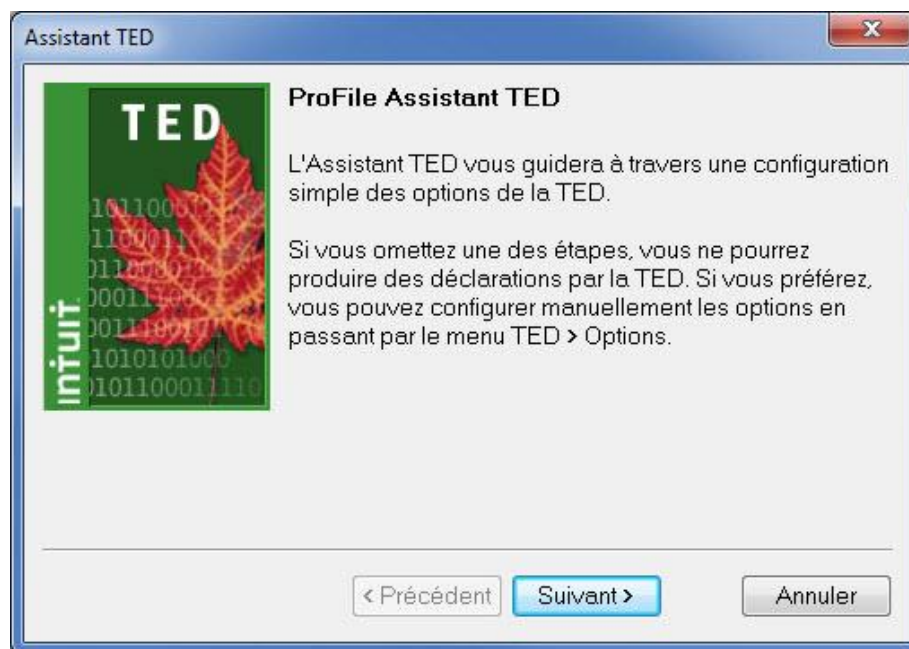 Assistant TED
TED
ProFile Assistant TED
L'Assistant TED vous guidera à travers une configuration
simple des options de la TED.
Si vous omettez une des étapes, vous ne pourrez
produire des déclarations par la TED. Si vous préférez,
vous pouvez configurer manuellement les options en
passant par le menu TED > Options.
intuit
1010101000
< Précédent
Suivant >
Annuler